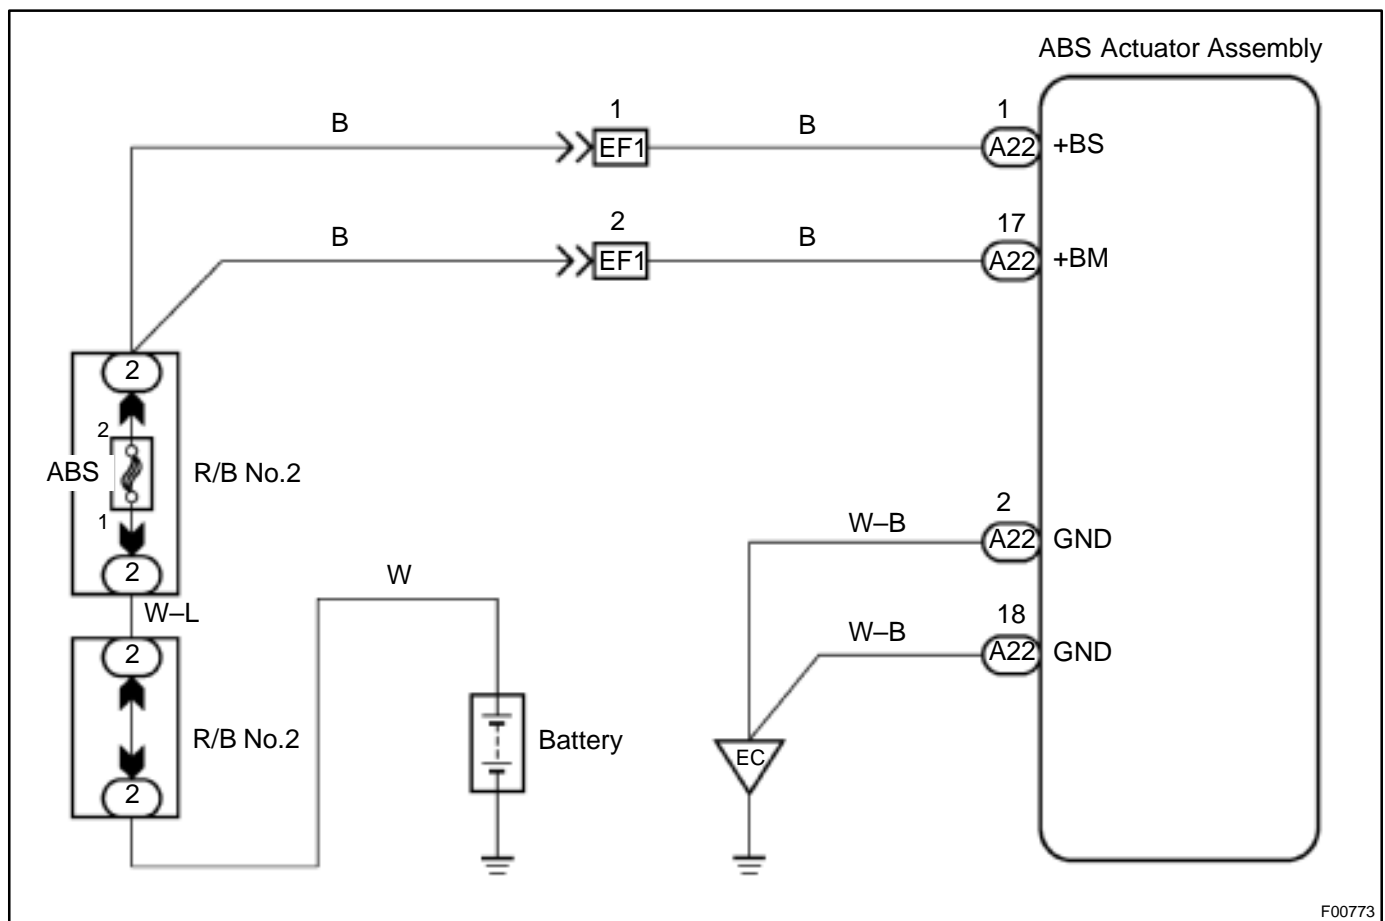 ABS Actuator Assembly
B
1
EF1
B
1
A22
+BS
B
2
EF1
B
17
A22
+BM
2
2
ABS
R/B No.2
1
2
W–L
2
R/B No.2
2
W
Battery
W–B
2
A22
GND
W–B
18
A22
GND
EC
F00773